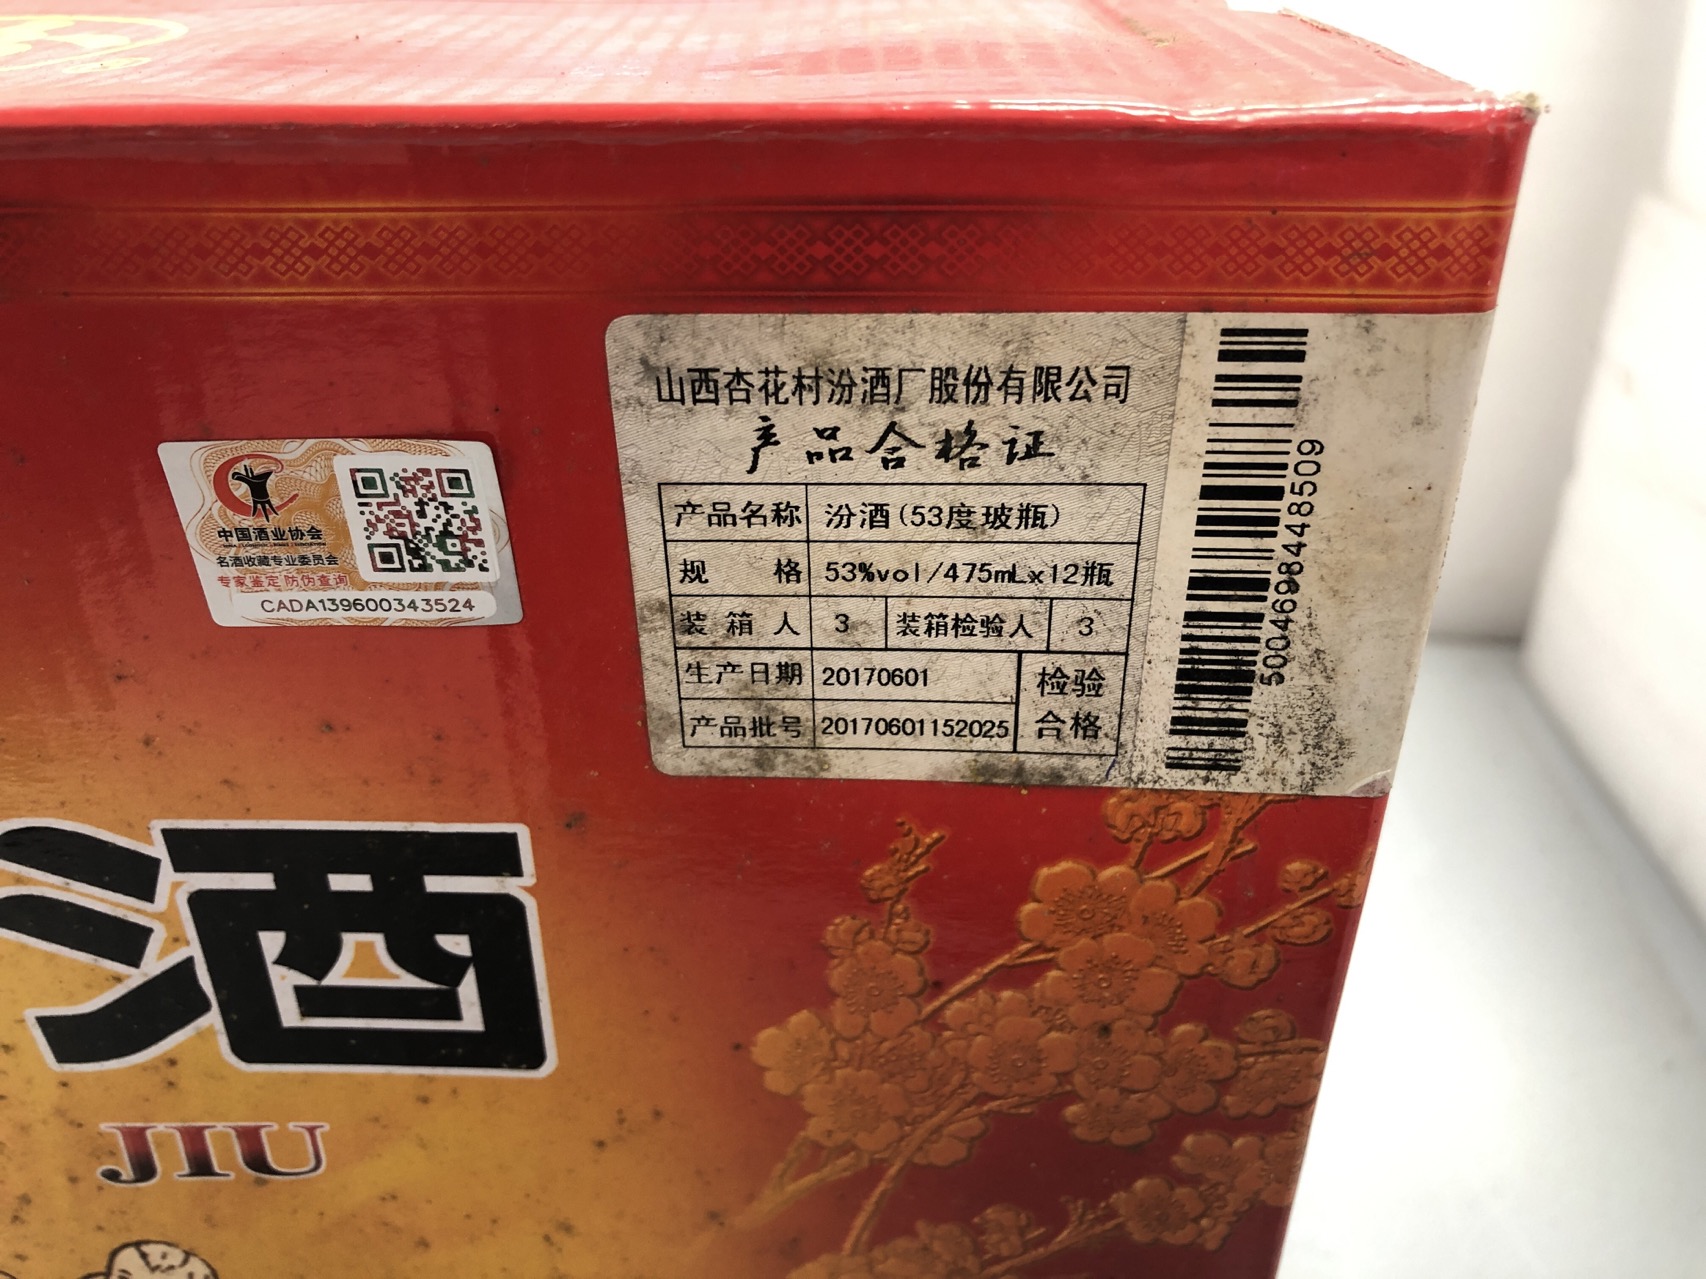 中国酒业协会
名酒收藏专业委员会
专家鉴定 防伪查询
CADA139600343524
山西杏花村汾酒厂股份有限公司
产品合格证
产品名称 汾酒(53度玻瓶)
规 格 53%vol/475mLx12瓶
装箱人 3 装箱检验人 3
生产日期 20170601
产品批号 20170601152025
检验
合格
5004698448509
酒
JIU